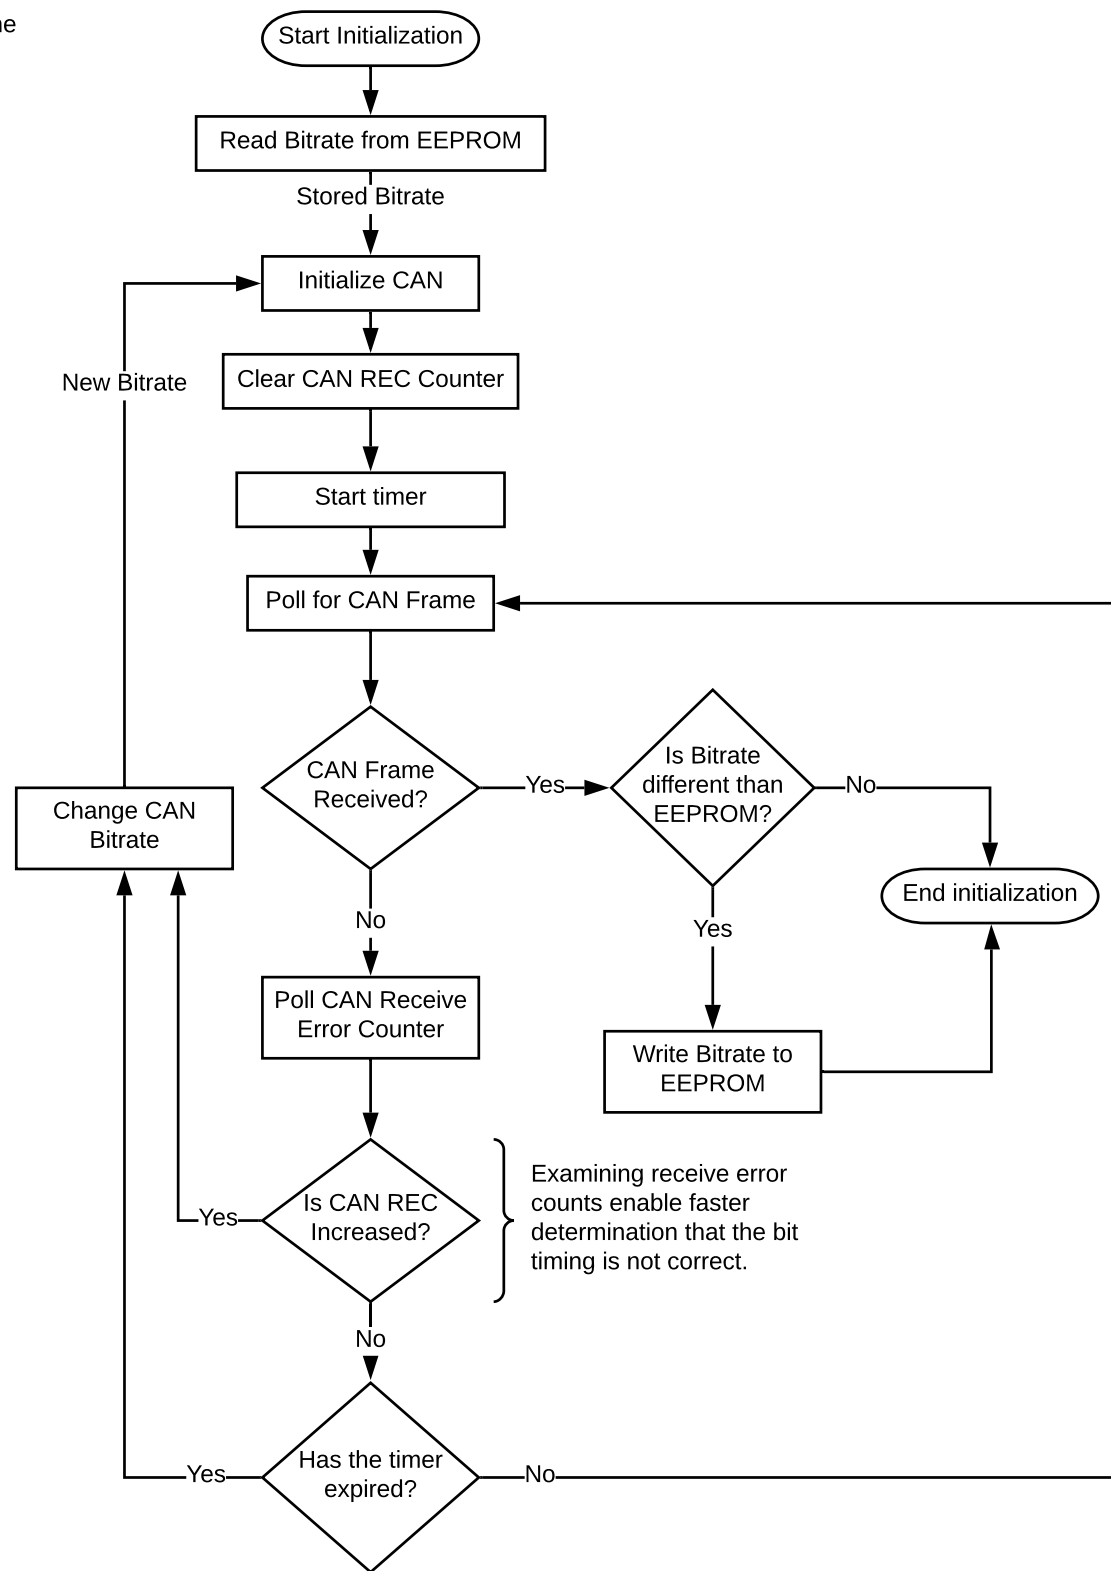 Start Initialization
Read Bitrate from EEPROM
Stored Bitrate
Initialize CAN
New Bitrate
Clear CAN REC Counter
Start timer
Poll for CAN Frame
CAN Frame
Received?
Yes
Is Bitrate
different than
EEPROM?
No
Change CAN
Bitrate
End initialization
No
Yes
Poll CAN Receive
Error Counter
Write Bitrate to
EEPROM
Is CAN REC
Increased?
Yes
Examining receive error
counts enable faster
determination that the bit
timing is not correct.
No
Has the timer
expired?
Yes
No